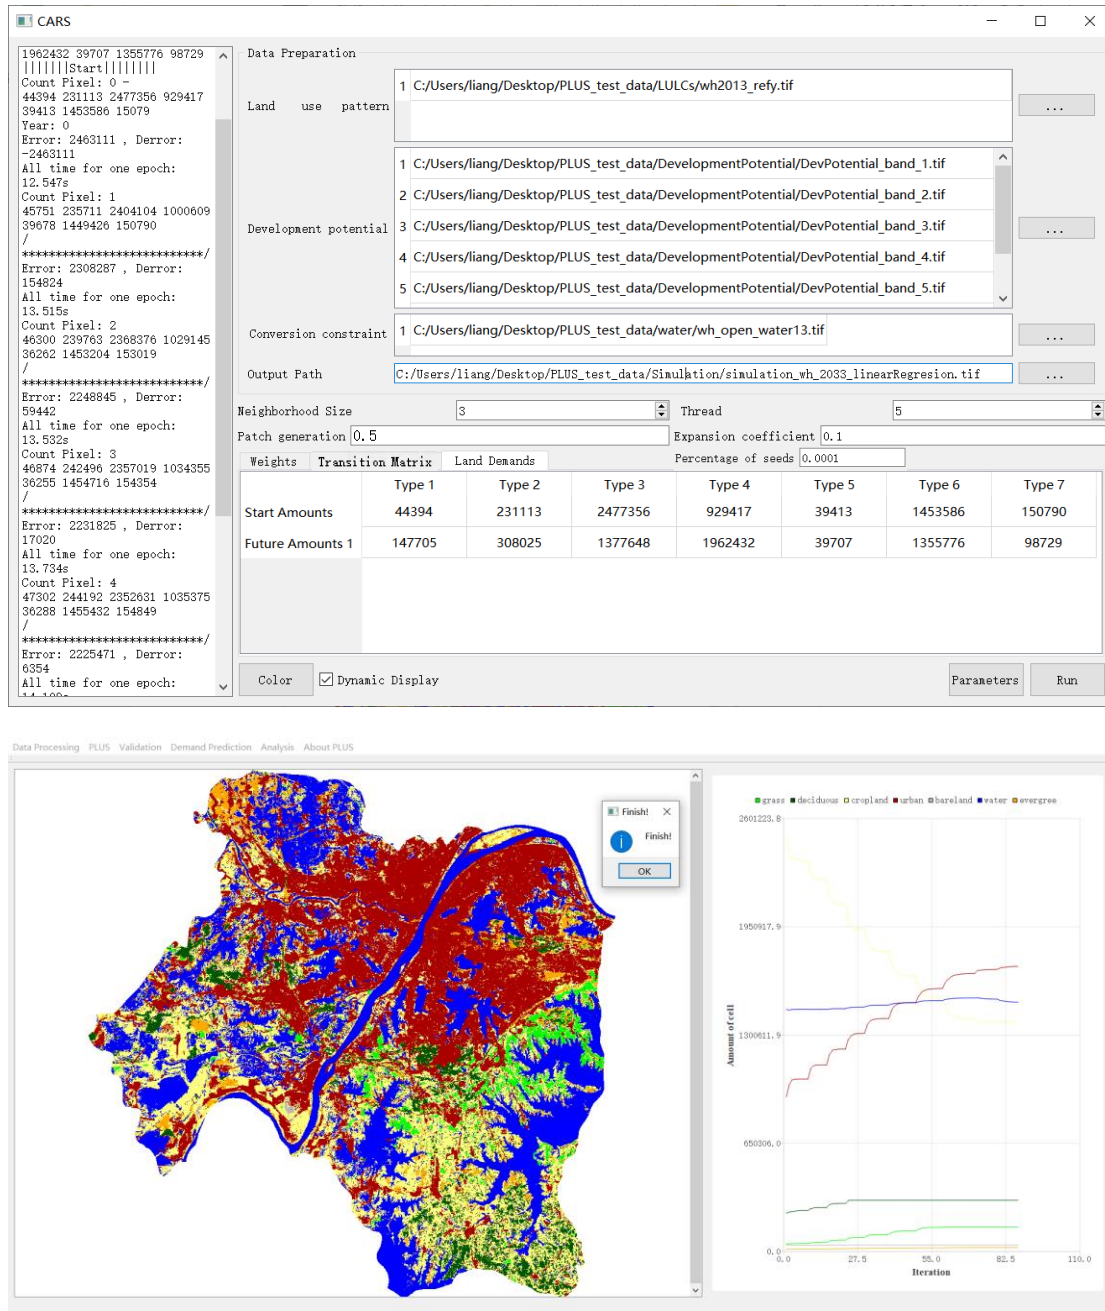 CARS
1962432 39707 1355776 98729
|||||||Start||||||||
Count Pixel: 0 -
44394 231113 2477356 929417
39413 1453586 15079
Year: 0
Error: 2463111 , Derror:
-2463111
All time for one epoch:
12.547s
Count Pixel: 1
45751 235711 2404104 1000609
39678 1449426 150790
/
***************************/
Error: 2308287 , Derror:
154824
All time for one epoch:
13.515s
Count Pixel: 2
46300 239763 2368376 1029145
36262 1453204 153019
/
***************************/
Error: 2248845 , Derror:
59442
All time for one epoch:
13.532s
Count Pixel: 3
46874 242496 2357019 1034355
36255 1454716 154354
/
***************************/
Error: 2231825 , Derror:
17020
All time for one epoch:
13.734s
Count Pixel: 4
47302 244192 2352631 1035375
36288 1455432 154849
/
***************************/
Error: 2225471 , Derror:
6354
All time for one epoch:
Data Preparation
Land use pattern
1 C:/Users/liang/Desktop/PLUS_test_data/LULCs/wh2013_refy.tif
...
Development potential
1 C:/Users/liang/Desktop/PLUS_test_data/DevelopmentPotential/DevPotential_band_1.tif
2 C:/Users/liang/Desktop/PLUS_test_data/DevelopmentPotential/DevPotential_band_2.tif
3 C:/Users/liang/Desktop/PLUS_test_data/DevelopmentPotential/DevPotential_band_3.tif
4 C:/Users/liang/Desktop/PLUS_test_data/DevelopmentPotential/DevPotential_band_4.tif
5 C:/Users/liang/Desktop/PLUS_test_data/DevelopmentPotential/DevPotential_band_5.tif
...
Conversion constraint
1 C:/Users/liang/Desktop/PLUS_test_data/water/wh_open_water13.tif
...
Output Path C:/Users/liang/Desktop/PLUS_test_data/Simulation/simulation_wh_2033_linearRegresion.tif ...
Neighborhood Size 3 Thread 5
Patch generation 0.5 Expansion coefficient 0.1
Weights Transition Matrix Land Demands Percentage of seeds 0.0001
Type 1 Type 2 Type 3 Type 4 Type 5 Type 6 Type 7
Start Amounts 44394 231113 2477356 929417 39413 1453586 150790
Future Amounts 1 147705 308025 1377648 1962432 39707 1355776 98729
Color Dynamic Display Parameters Run
Data Processing PLUS Validation Demand Prediction Analysis About PLUS
Finish!
Finish!
OK
grass deciduous cropland urban bareland water evergree
2601223.8
1950917.9
1300611.9
650306.0
0.0
Amount of cell
0.0 27.5 55.0 82.5 110.0
Iteration